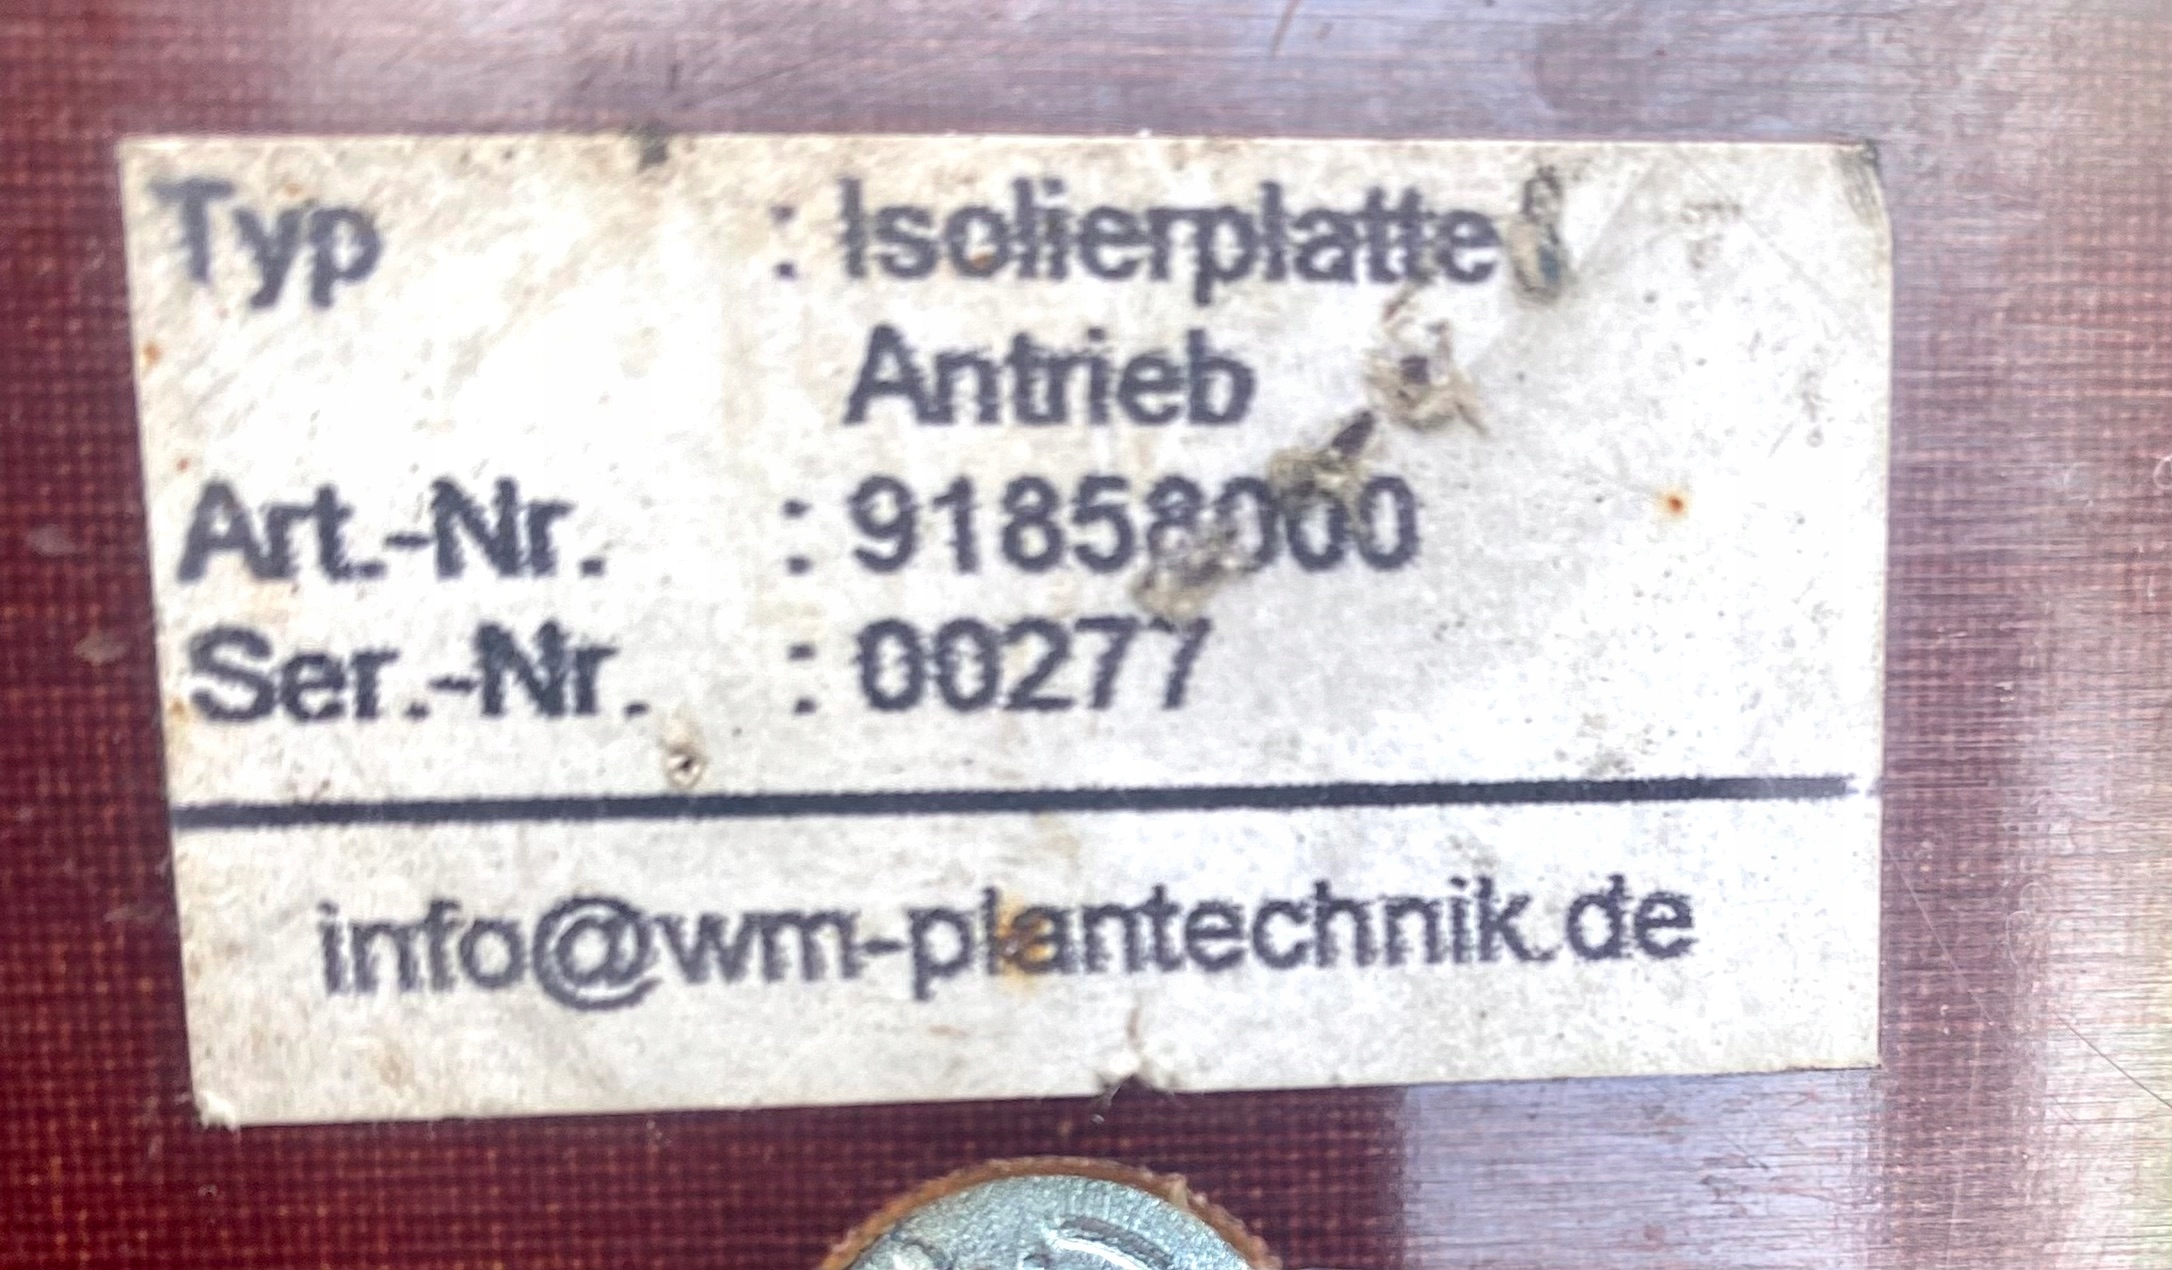 Typ : Isolierplatte
Antrieb
Art.-Nr. : 91858000
Ser.-Nr. : 00277
info@wm-plantechnik.de